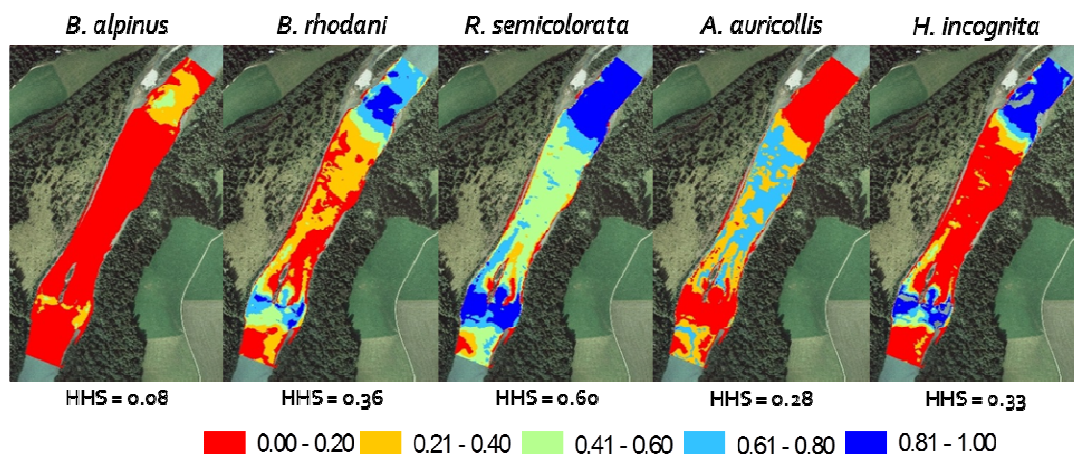 B. alpinus B. rhodani R. semicolorata A. auricollis H. incognita
HHS = 0.08 HHS = 0.36 HHS = 0.60 HHS = 0.28 HHS = 0.33
0.00 - 0.20 0.21 - 0.40 0.41 - 0.60 0.61 - 0.80 0.81 - 1.00